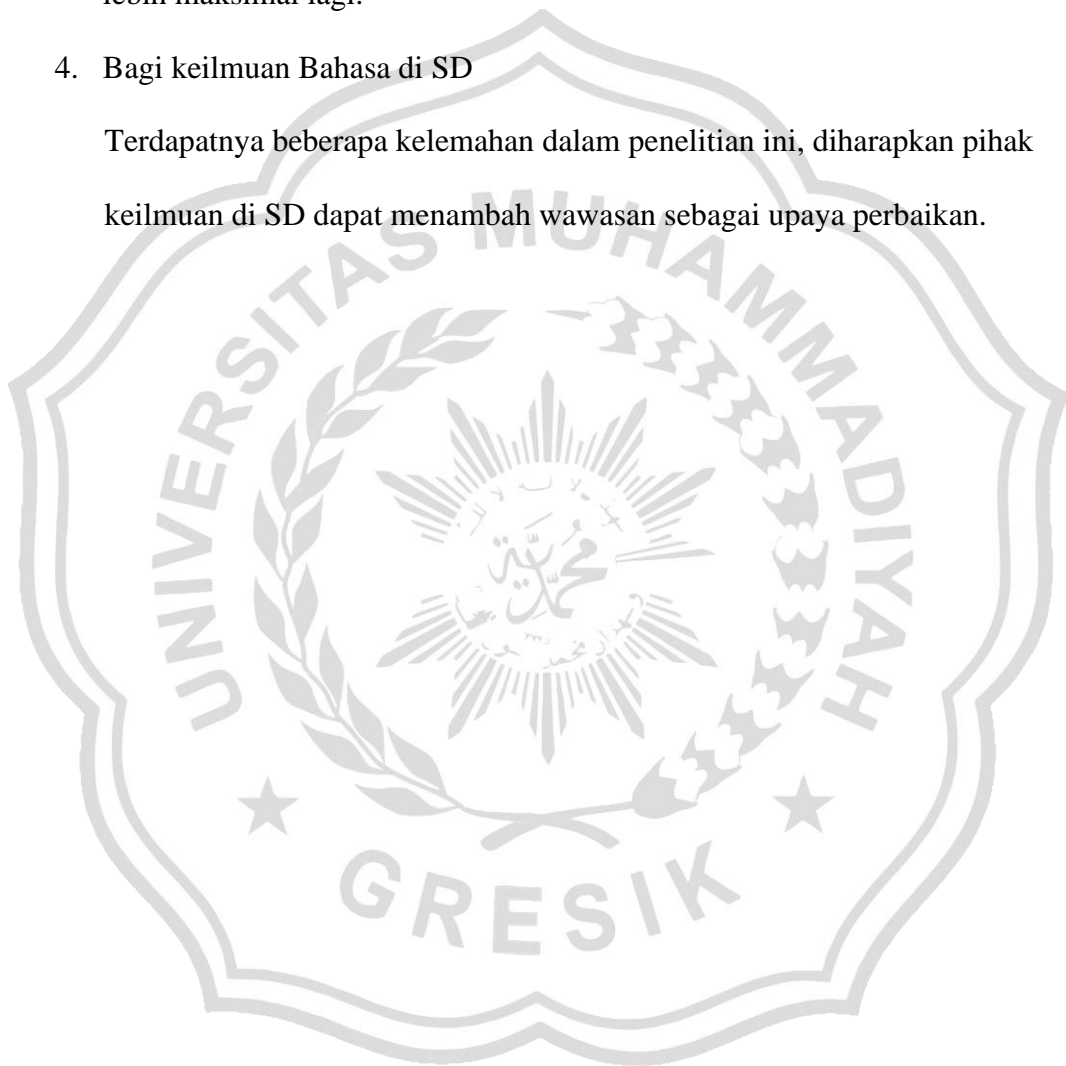 lebih maksimal lagi.
4. Bagi keilmuan Bahasa di SD
Terdapatnya beberapa kelemahan dalam penelitian ini, diharapkan pihak
keilmuan di SD dapat menambah wawasan sebagai upaya perbaikan.
UNIVERSITAS MUHAMMADIYAH
محمد
GRESIK